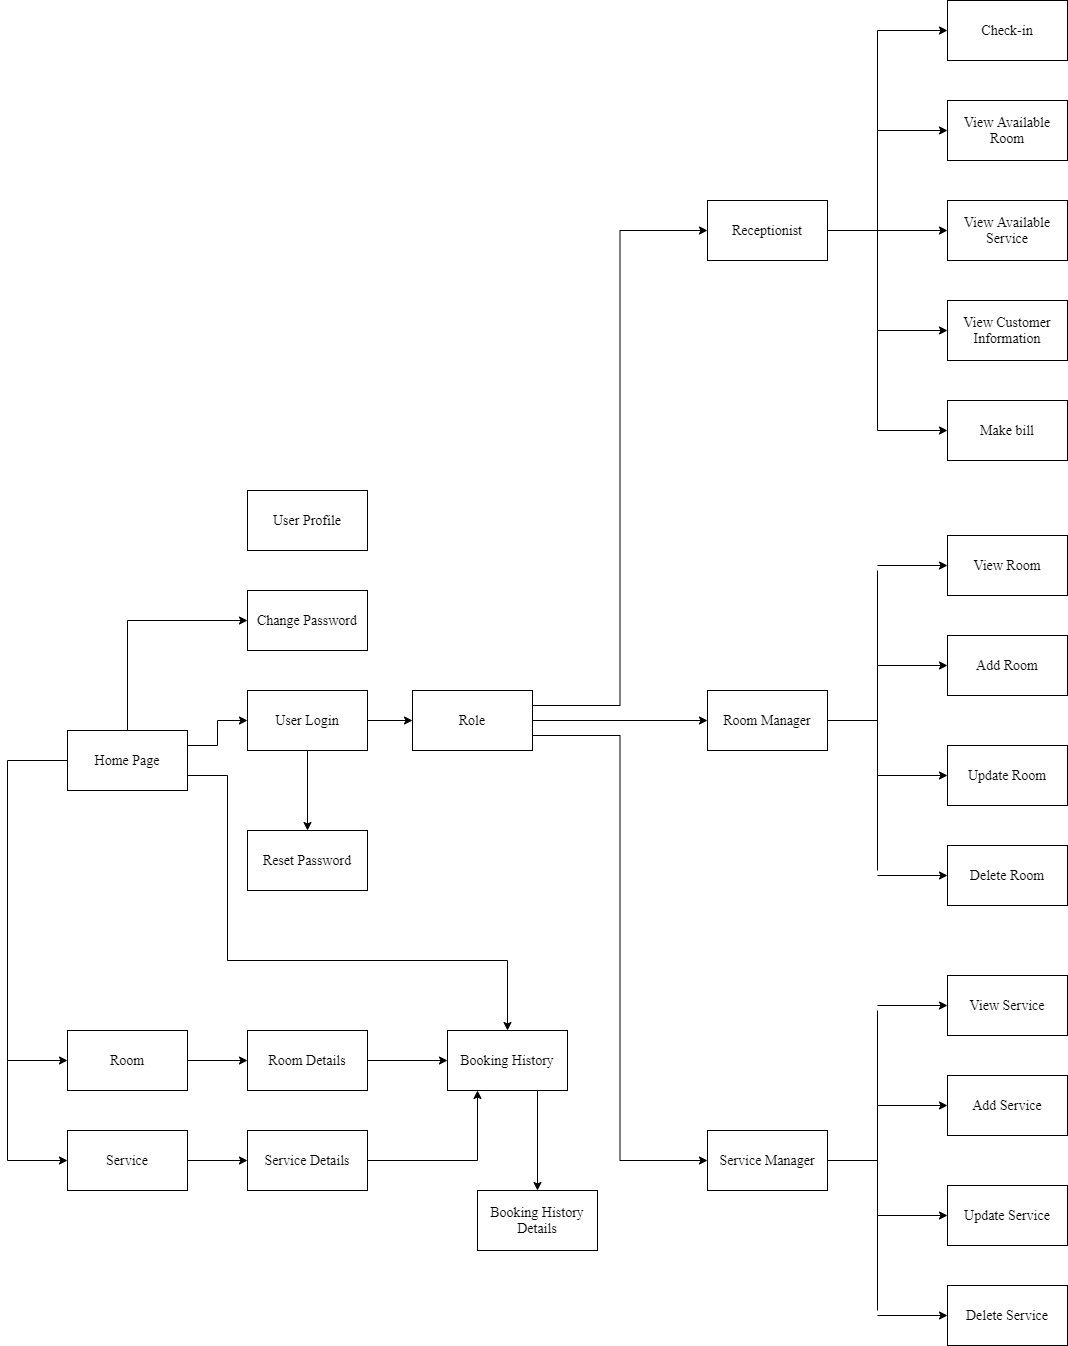 Check-in
View Available
Room
Receptionist
View Available
Service
View Customer
Information
Make bill
User Profile
Change Password
View Room
Add Room
User Login
Role
Room Manager
Home Page
Update Room
Reset Password
Delete Room
View Service
Room
Room Details
Booking History
Add Service
Service
Service Details
Service Manager
Booking History
Details
Update Service
Delete Service